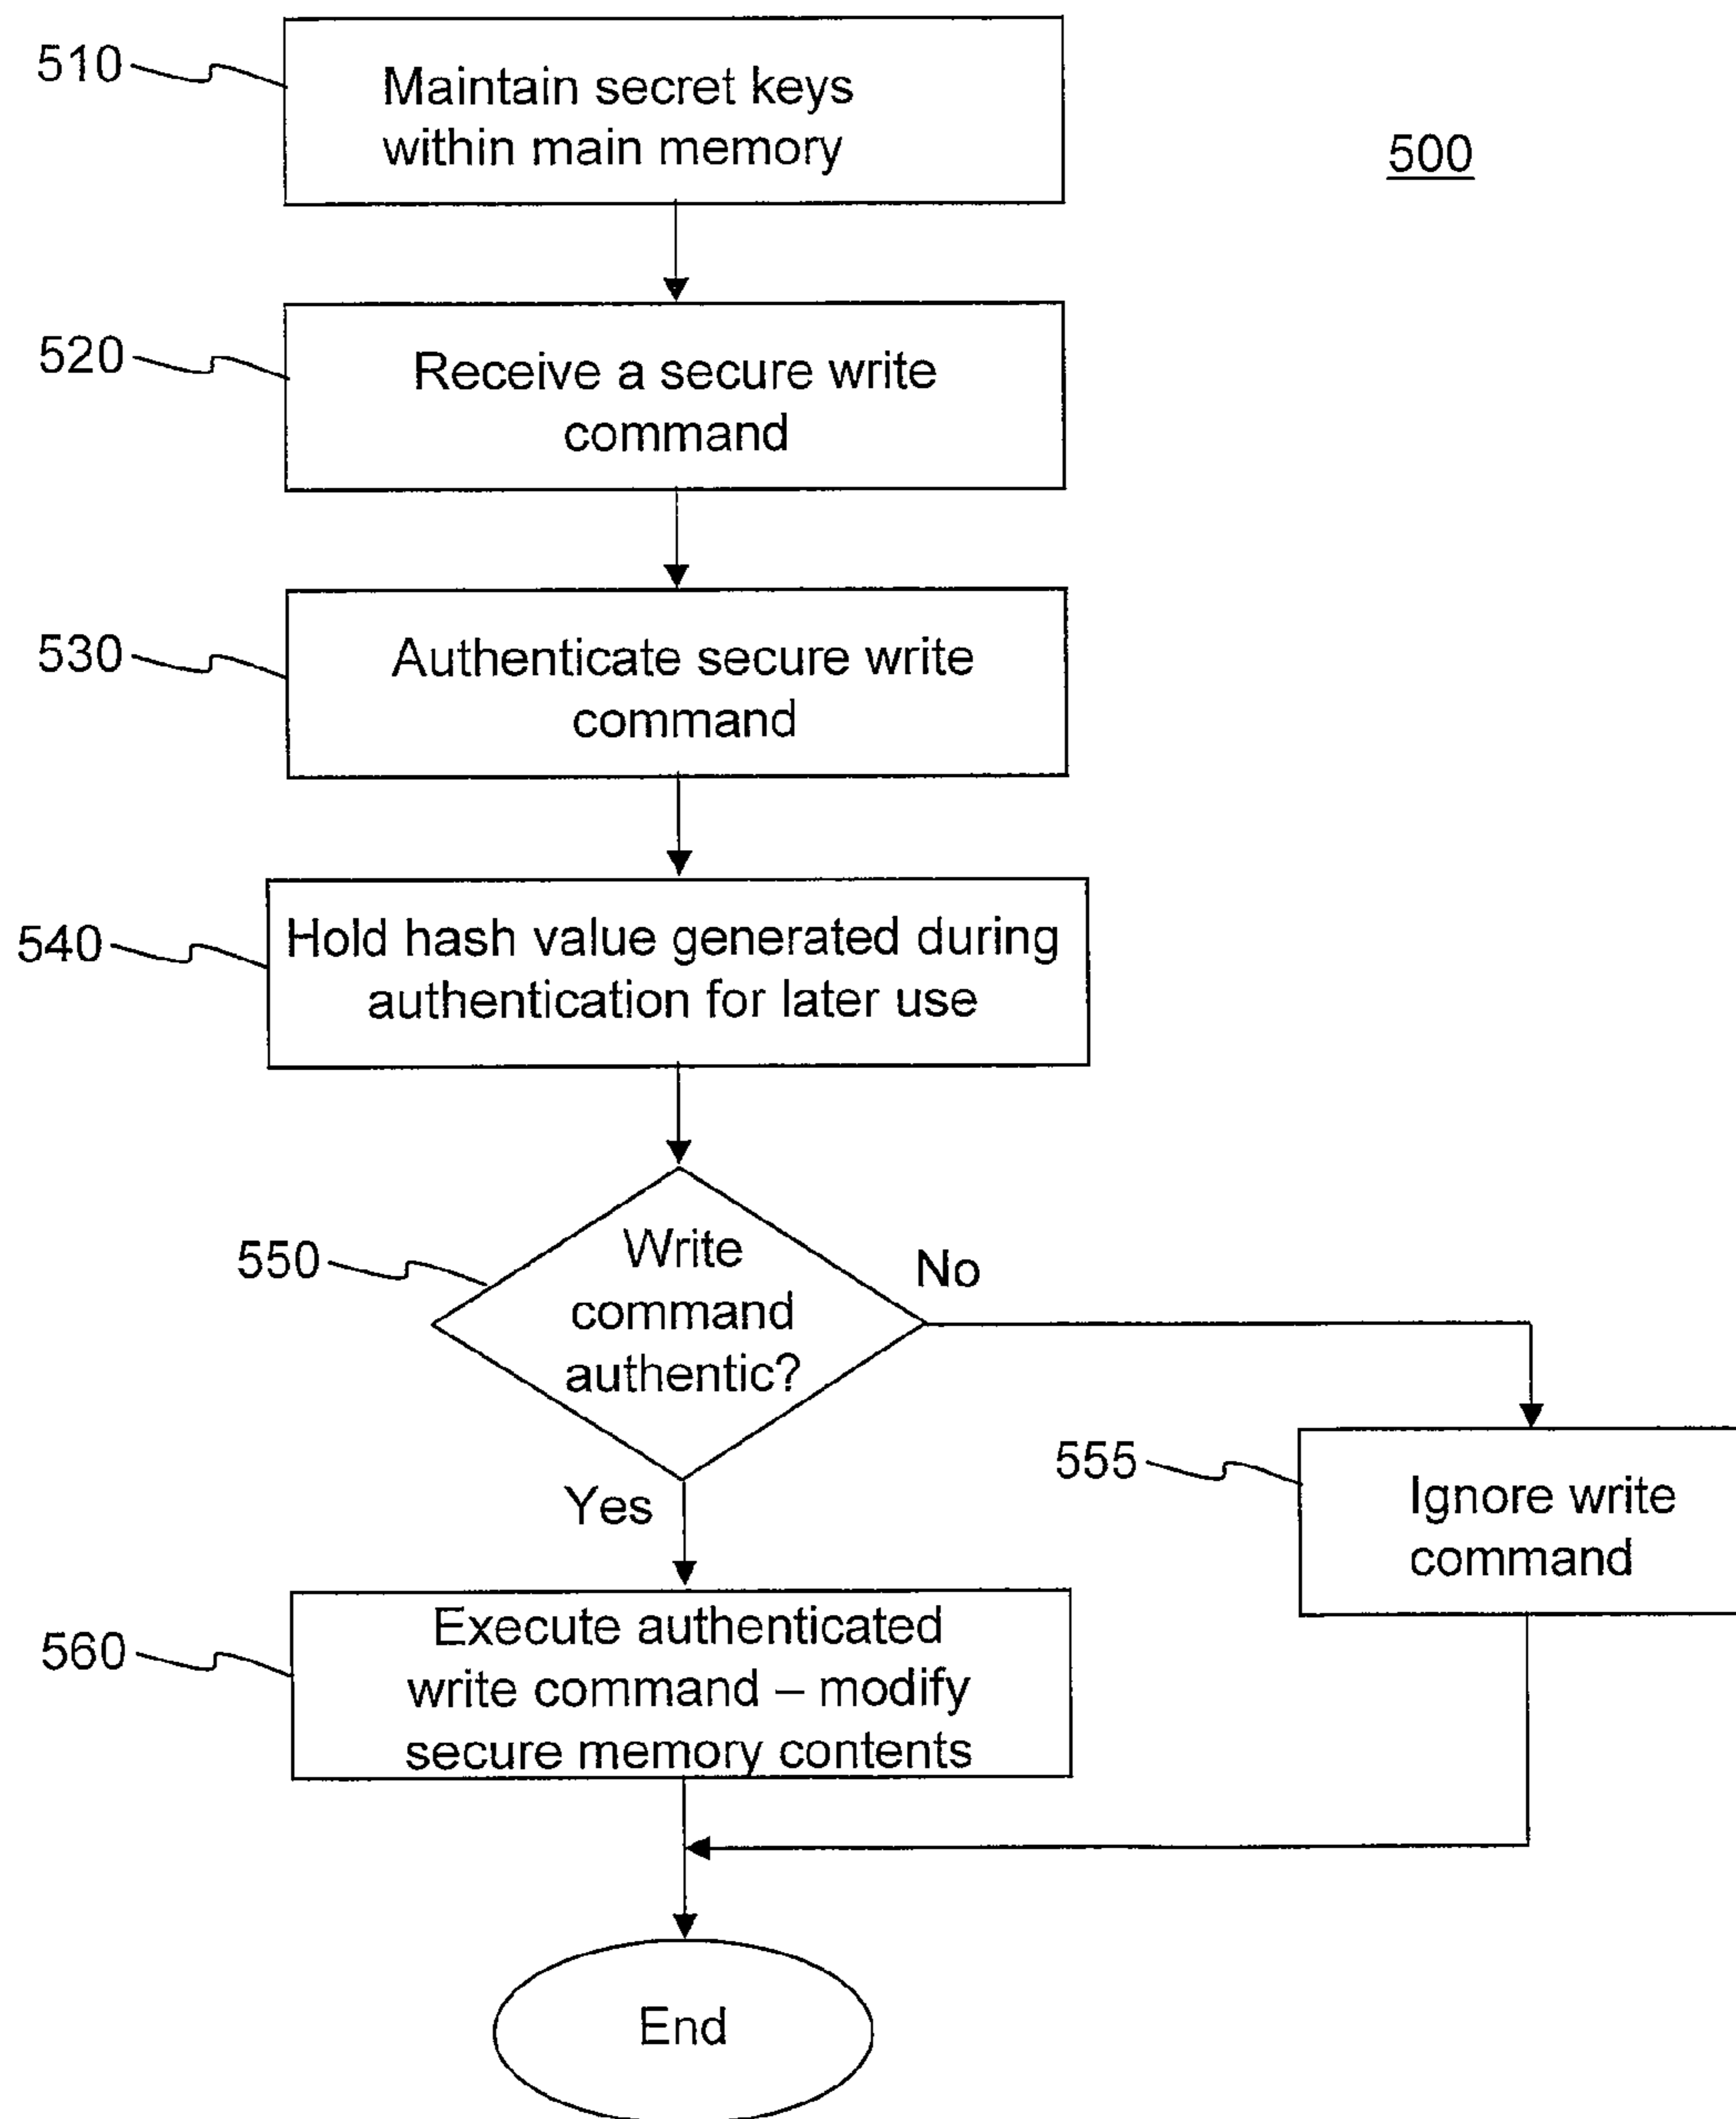 510
Maintain secret keys
within main memory
500
520
Receive a secure write
command
530
Authenticate secure write
command
540
Hold hash value generated during
authentication for later use
550
Write
command
authentic?
No
Yes
555
Ignore write
command
560
Execute authenticated
write command – modify
secure memory contents
End